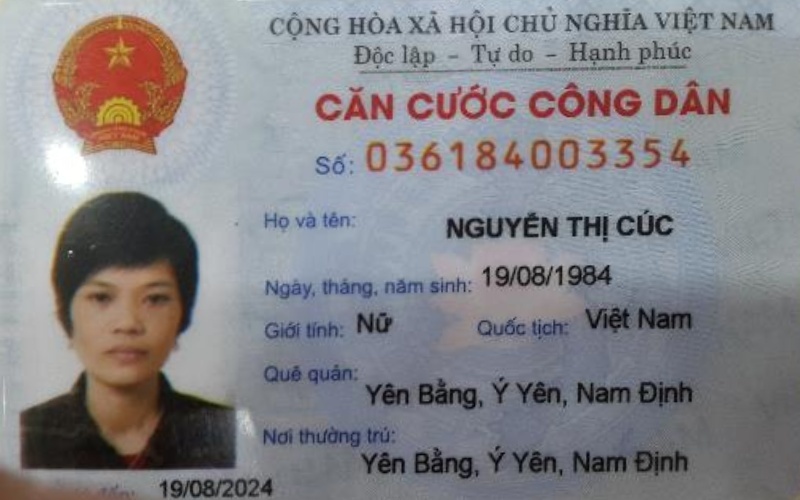 CỘNG HÒA XÃ HỘI CHỦ NGHĨA VIỆT NAM
Độc lập - Tự do - Hạnh phúc
CĂN CƯỚC CÔNG DÂN
Số: 036184003354
Họ và tên: NGUYỄN THỊ CÚC
Ngày, tháng, năm sinh: 19/08/1984
Giới tính: Nữ Quốc tịch: Việt Nam
Quê quán:
Yên Bằng, Ý Yên, Nam Định
Nơi thường trú:
Yên Bằng, Ý Yên, Nam Định
19/08/2024